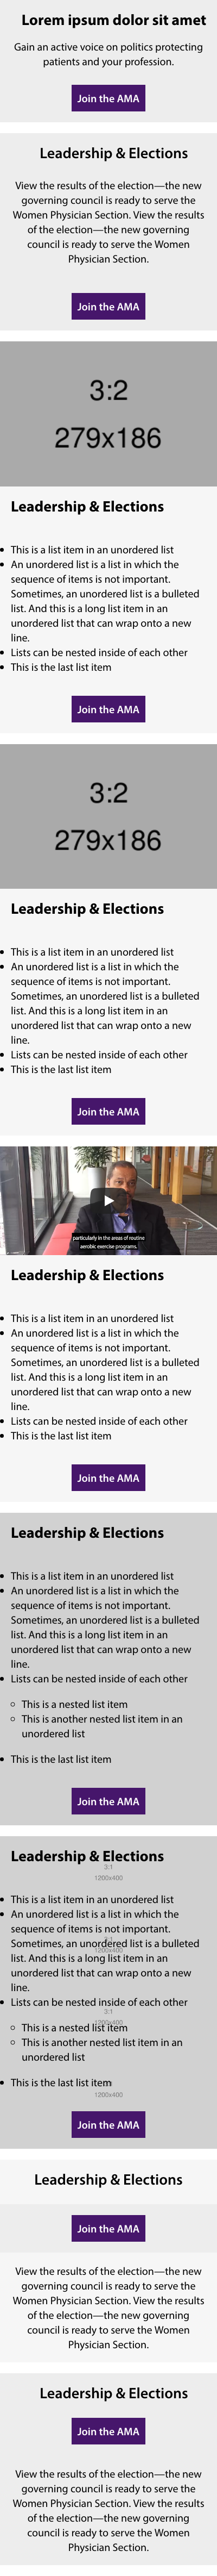 Lorem ipsum dolor sit amet
Gain an active voice on politics protecting
patients and your profession.
Join the AMA
Leadership & Elections
View the results of the election—the new
governing council is ready to serve the
Women Physician Section. View the results
of the election—the new governing
council is ready to serve the Women
Physician Section.
Join the AMA
3:2
279x186
Leadership & Elections
This is a list item in an unordered list
An unordered list is a list in which the
sequence of items is not important.
Sometimes, an unordered list is a bulleted
list. And this is a long list item in an
unordered list that can wrap onto a new
line.
Lists can be nested inside of each other
This is the last list item
Join the AMA
3:2
279x186
Leadership & Elections
This is a list item in an unordered list
An unordered list is a list in which the
sequence of items is not important.
Sometimes, an unordered list is a bulleted
list. And this is a long list item in an
unordered list that can wrap onto a new
line.
Lists can be nested inside of each other
This is the last list item
Join the AMA
particularly in the areas of routine
aerobic exercise programs.
Leadership & Elections
This is a list item in an unordered list
An unordered list is a list in which the
sequence of items is not important.
Sometimes, an unordered list is a bulleted
list. And this is a long list item in an
unordered list that can wrap onto a new
line.
Lists can be nested inside of each other
This is the last list item
Join the AMA
Leadership & Elections
This is a list item in an unordered list
An unordered list is a list in which the
sequence of items is not important.
Sometimes, an unordered list is a bulleted
list. And this is a long list item in an
unordered list that can wrap onto a new
line.
Lists can be nested inside of each other
This is a nested list item
This is another nested list item in an
unordered list
This is the last list item
Join the AMA
Leadership & Elections
3:1
1200x400
This is a list item in an unordered list
An unordered list is a list in which the
sequence of items is not important.
Sometimes, an unordered list is a bulleted
1200x400
list. And this is a long list item in an
unordered list that can wrap onto a new
line.
Lists can be nested inside of each other
3:1
1200x400
This is a nested list item
This is another nested list item in an
unordered list
This is the last list item
1200x400
Join the AMA
Leadership & Elections
Join the AMA
View the results of the election—the new
governing council is ready to serve the
Women Physician Section. View the results
of the election—the new governing
council is ready to serve the Women
Physician Section.
Leadership & Elections
Join the AMA
View the results of the election—the new
governing council is ready to serve the
Women Physician Section. View the results
of the election—the new governing
council is ready to serve the Women
Physician Section.